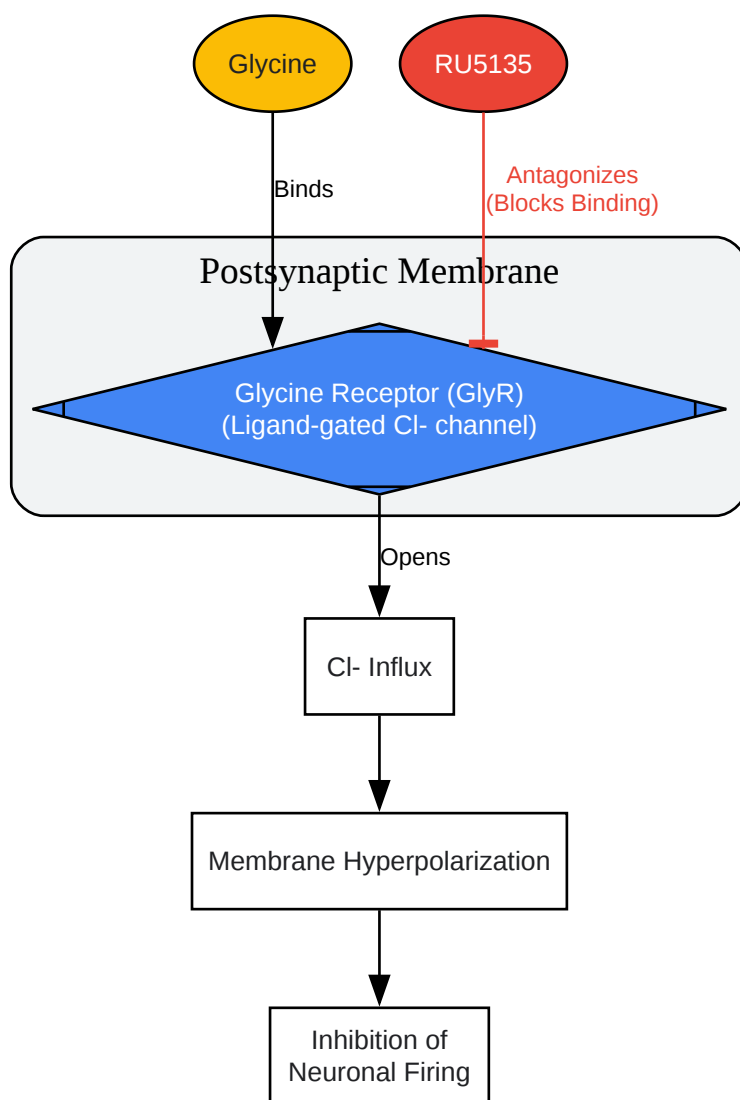 Glycine
RU5135
Binds
Antagonizes
(Blocks Binding)
Postsynaptic Membrane
Glycine Receptor (GlyR)
(Ligand-gated Cl- channel)
Opens
Cl- Influx
Membrane Hyperpolarization
Inhibition of
Neuronal Firing